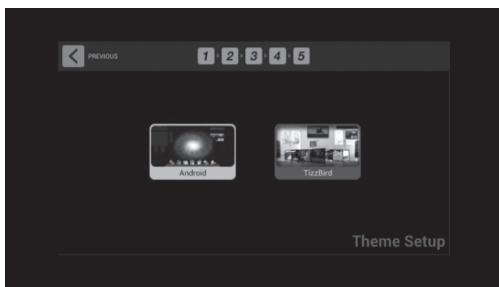 PREVIOUS
1 2 3 4 5
Android
TizzBird
Theme Setup